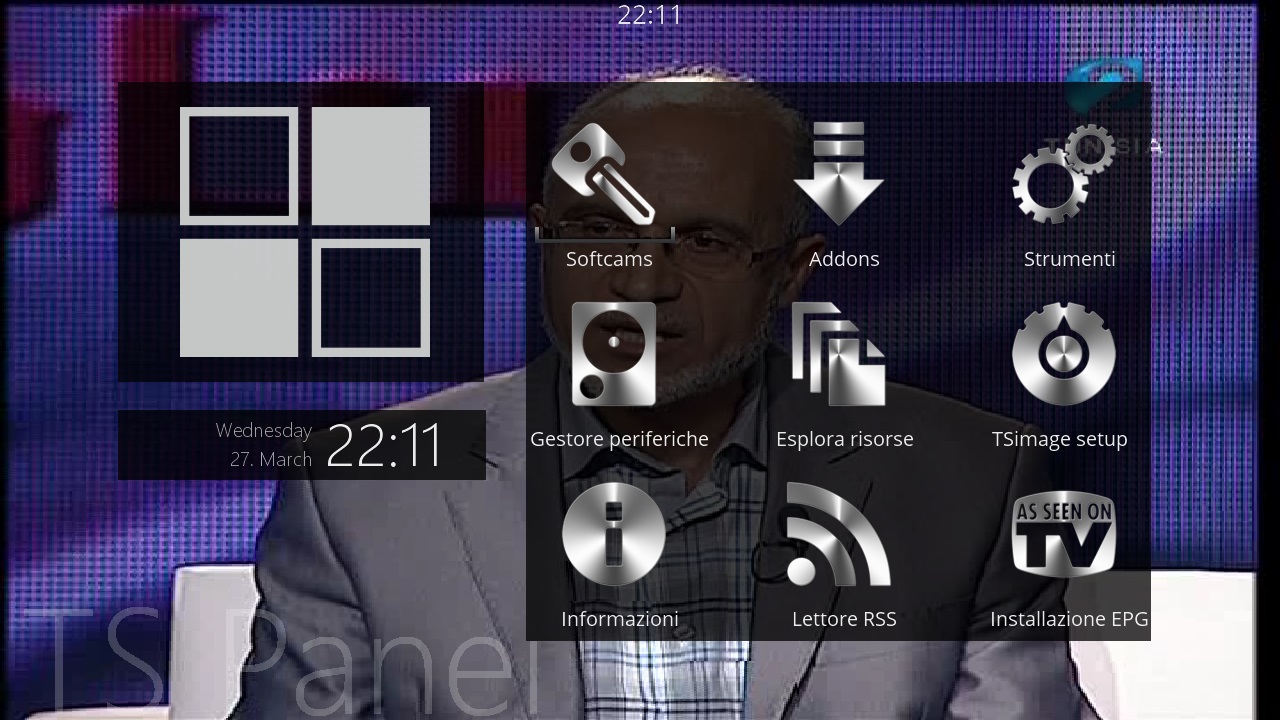 22:11
TUNISIA
Softcams
Addons
Strumenti
Wednesday
27. March
22:11
Gestore periferiche
Esplora risorse
TSimage setup
AS SEEN ON
TV
Informazioni
Lettore RSS
Installazione EPG
TS Panel